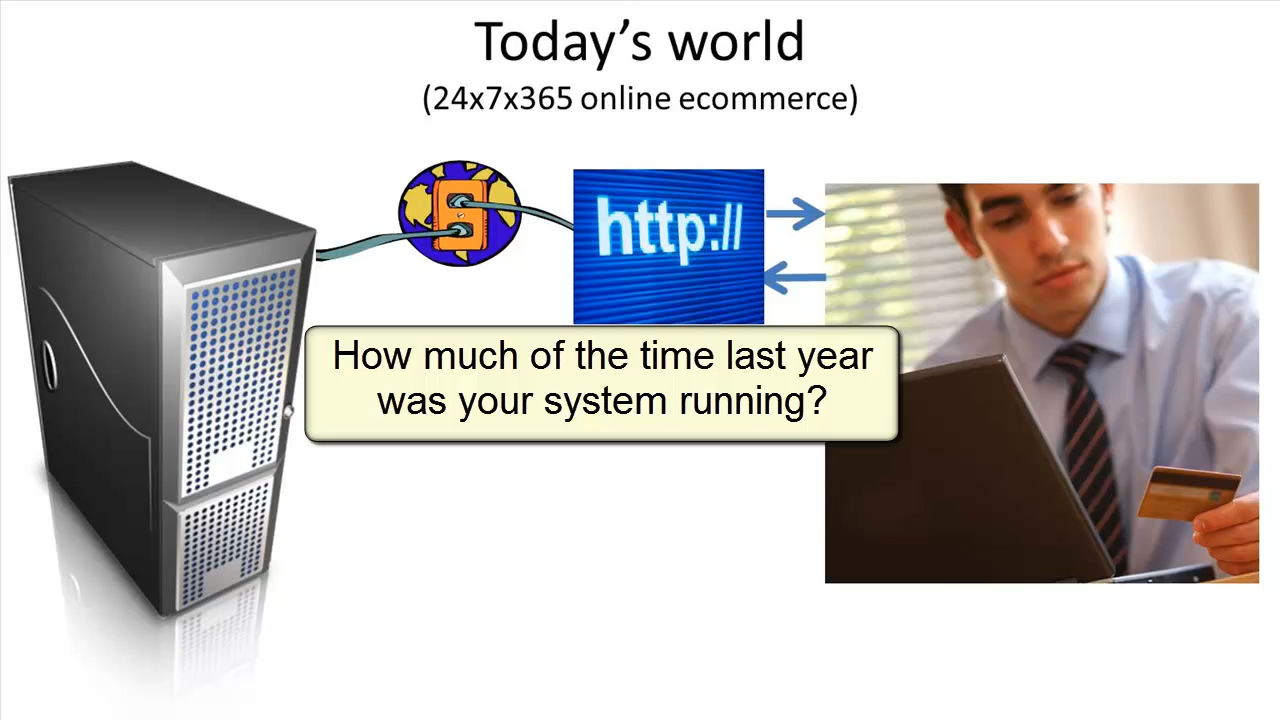 Today’s world
(24x7x365 online ecommerce)
http://
How much of the time last year
was your system running?